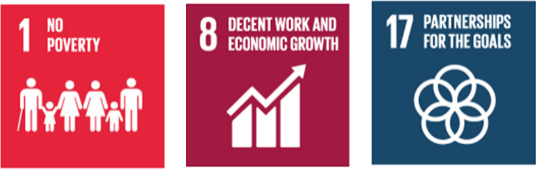 1 NO
POVERTY
8 DECENT WORK AND
ECONOMIC GROWTH
17 PARTNERSHIPS
FOR THE GOALS